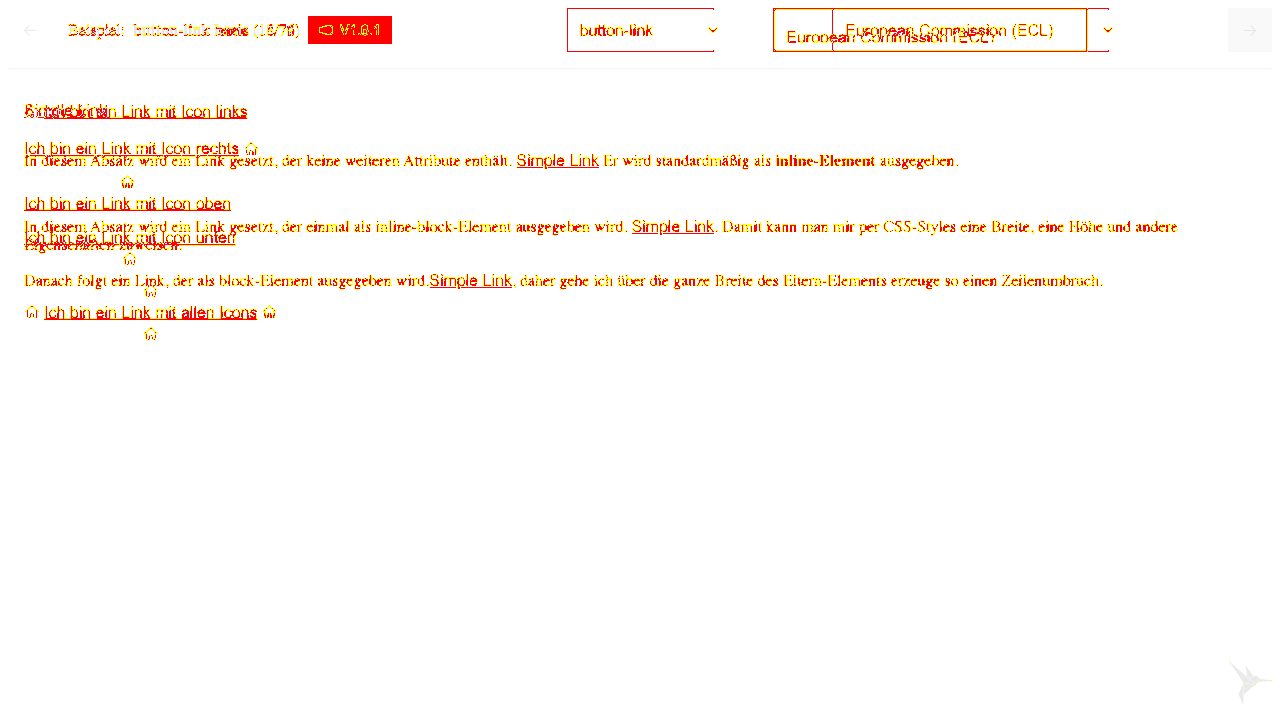 Beispiel: button-link basis V1.0.1 button-link European Commission (ECL)
Simple Link
Ich bin ein Link mit Icon links
Ich bin ein Link mit Icon rechts
In diesem Absatz wird ein Link gesetzt, der keine weiteren Attribute enthält. Simple Link Er wird standardmäßig als inline-Element ausgegeben.
Ich bin ein Link mit Icon oben
In diesem Absatz wird ein Link gesetzt, der einmal als inline-block-Element ausgegeben wird. Simple Link. Damit kann man mir per CSS-Styles eine Breite, eine Höhe und andere
Ich bin ein Link mit Icon unten
Eigenschaften zuweisen.
Danach folgt ein Link, der als block-Element ausgegeben wird.Simple Link, daher gehe ich über die ganze Breite des Eltern-Elements erzeuge so einen Zeilenumbruch.
Ich bin ein Link mit allen Icons